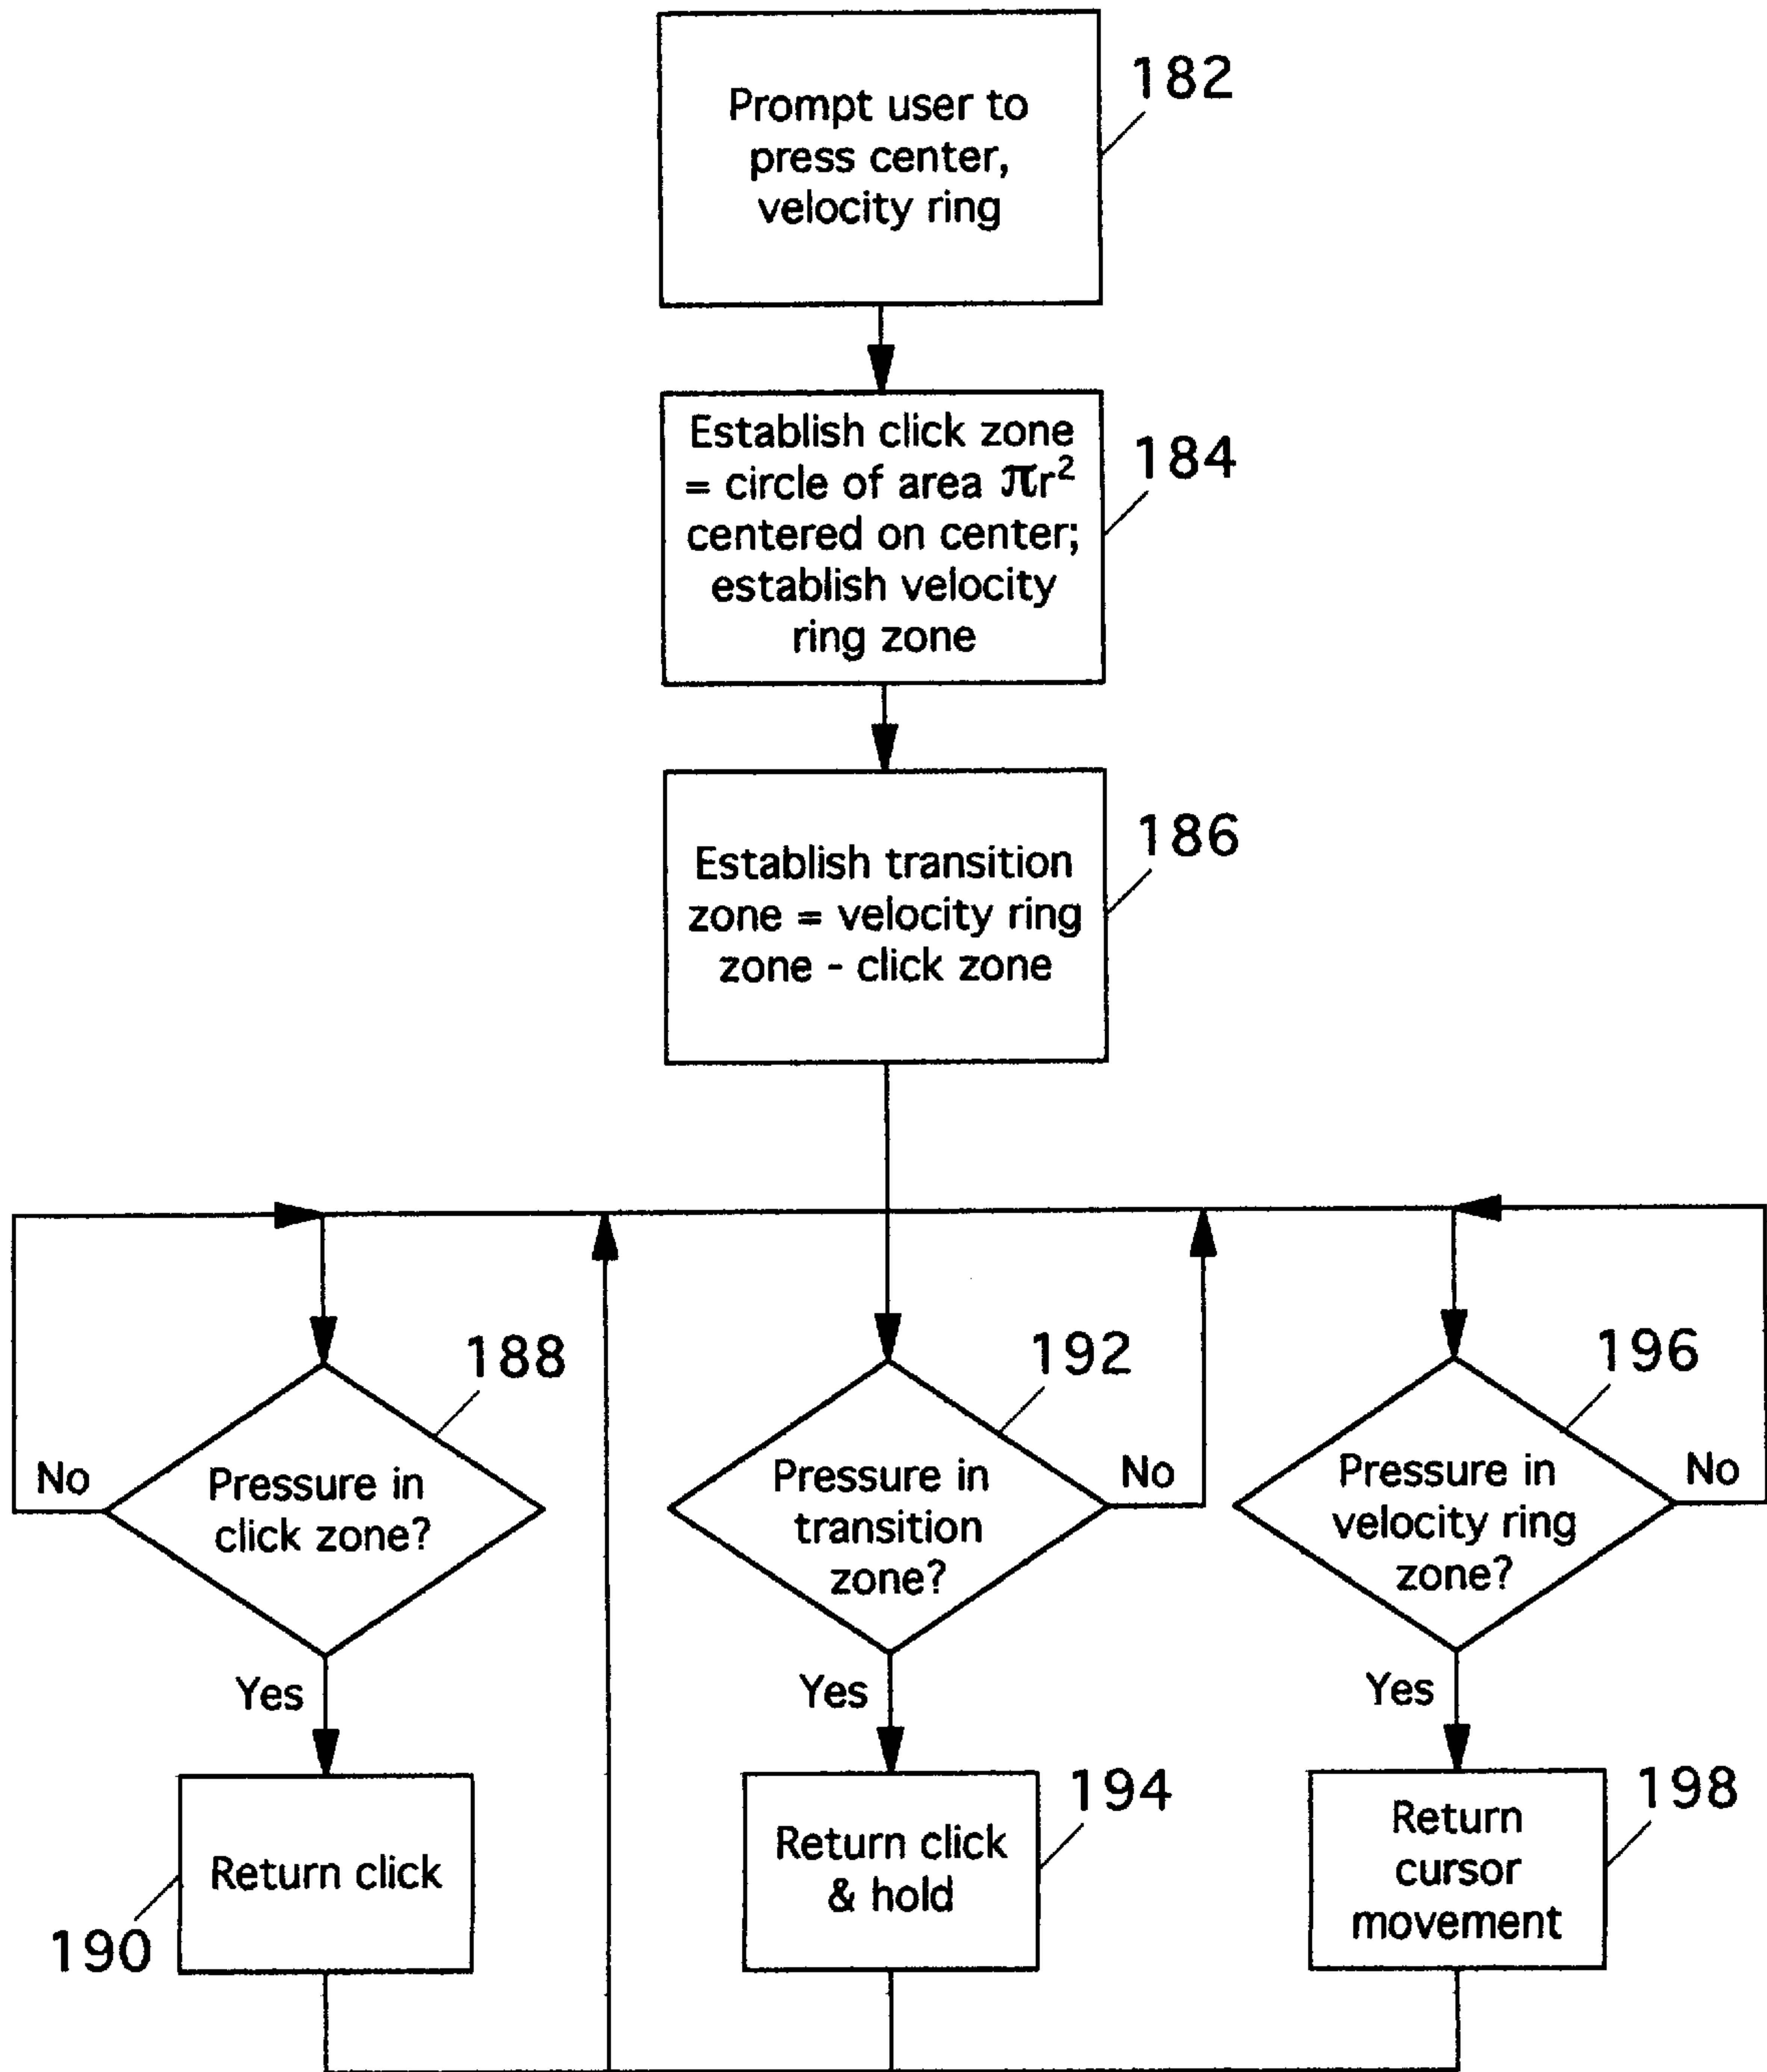 Prompt user to
press center,
velocity ring
182
Establish click zone
= circle of area πr²
centered on center;
establish velocity
ring zone
184
Establish transition
zone = velocity ring
zone - click zone
186
188
Pressure in
click zone?
No
Yes
192
Pressure in
transition
zone?
No
Yes
196
Pressure in
velocity ring
zone?
No
Yes
Return click
190
Return click
& hold
194
Return
cursor
movement
198